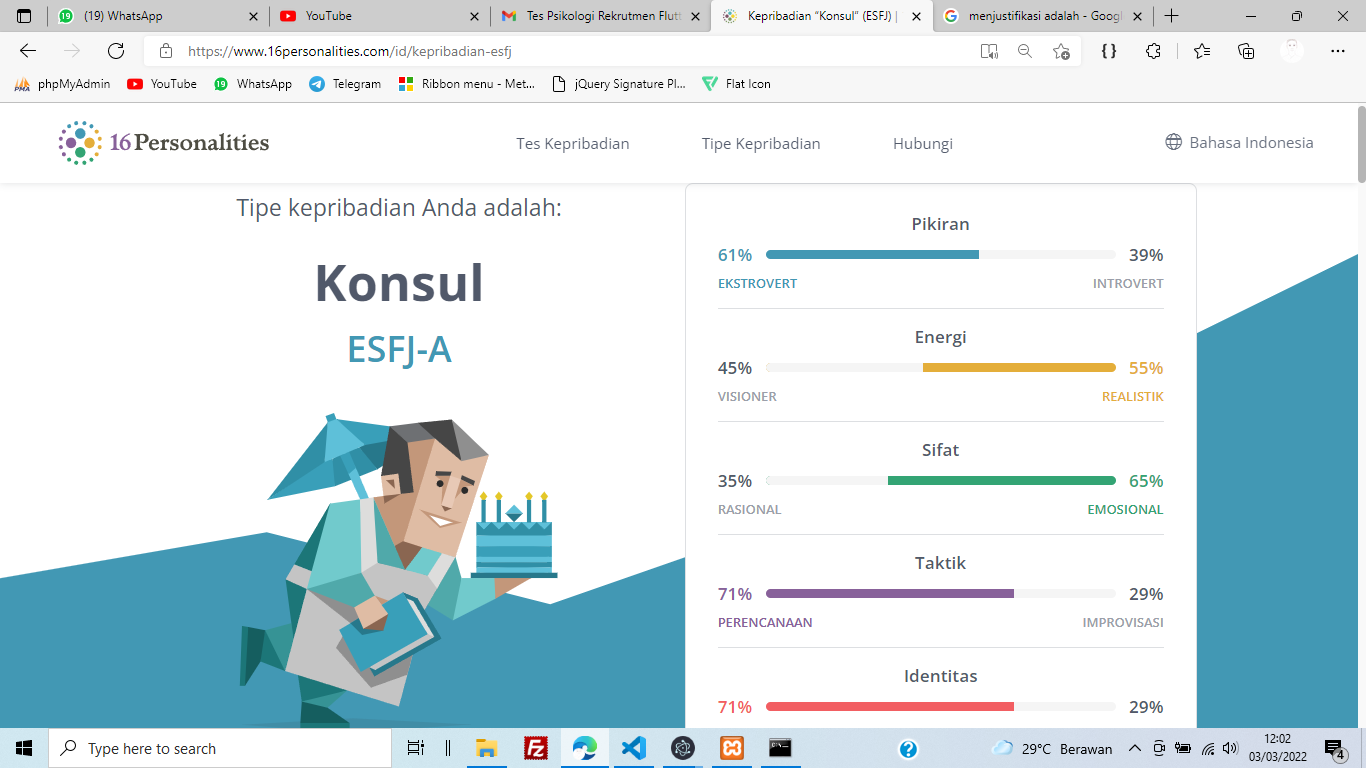 (19) WhatsApp
YouTube
Tes Psikologi Rekrutmen Flutt
Kepribadian "Konsul" (ESFJ) |
menjustifikasi adalah - Googl
https://www.16personalities.com/id/kepribadian-esfj
phpMyAdmin
YouTube
WhatsApp
Telegram
Ribbon menu - Met...
jQuery Signature Pl...
Flat Icon
16Personalities
Tes Kepribadian
Tipe Kepribadian
Hubungi
Bahasa Indonesia
Tipe kepribadian Anda adalah:
Konsul
ESFJ-A
Pikiran
61% 39%
EKSTROVERT INTROVERT
Energi
45% 55%
VISIONER REALISTIK
Sifat
35% 65%
RASIONAL EMOSIONAL
Taktik
71% 29%
PERENCANAAN IMPROVISASI
Identitas
71% 29%
Type here to search
29°C Berawan
12:02
03/03/2022
4